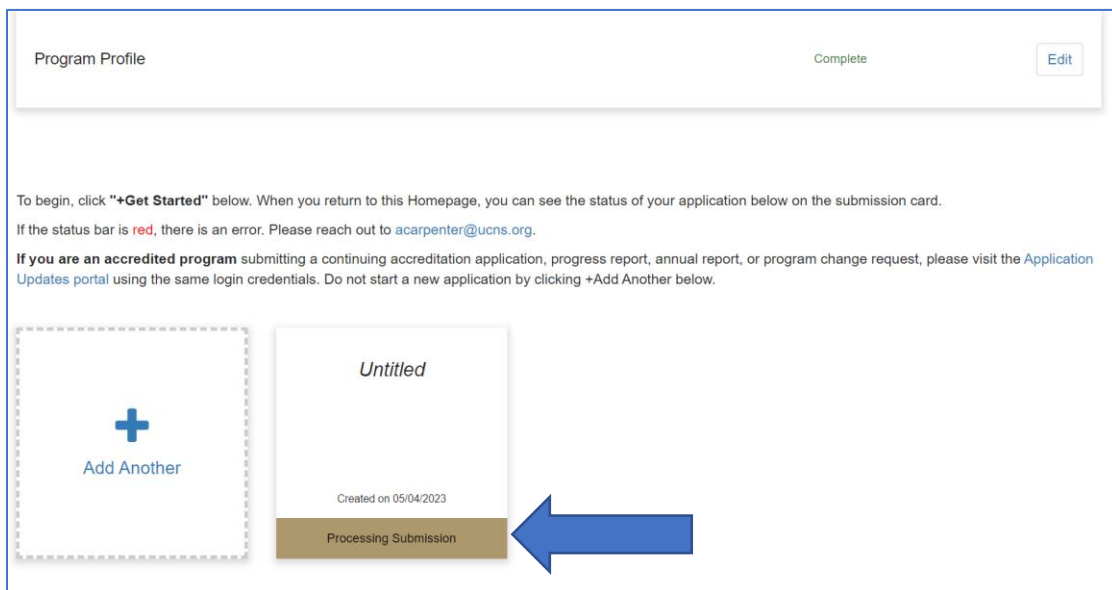 Program Profile
Complete
Edit
To begin, click "+Get Started" below. When you return to this Homepage, you can see the status of your application below on the submission card.
If the status bar is red, there is an error. Please reach out to acarpenter@ucns.org.
If you are an accredited program submitting a continuing accreditation application, progress report, annual report, or program change request, please visit the Application
Updates portal using the same login credentials. Do not start a new application by clicking +Add Another below.
Add Another
Untitled
Created on 05/04/2023
Processing Submission